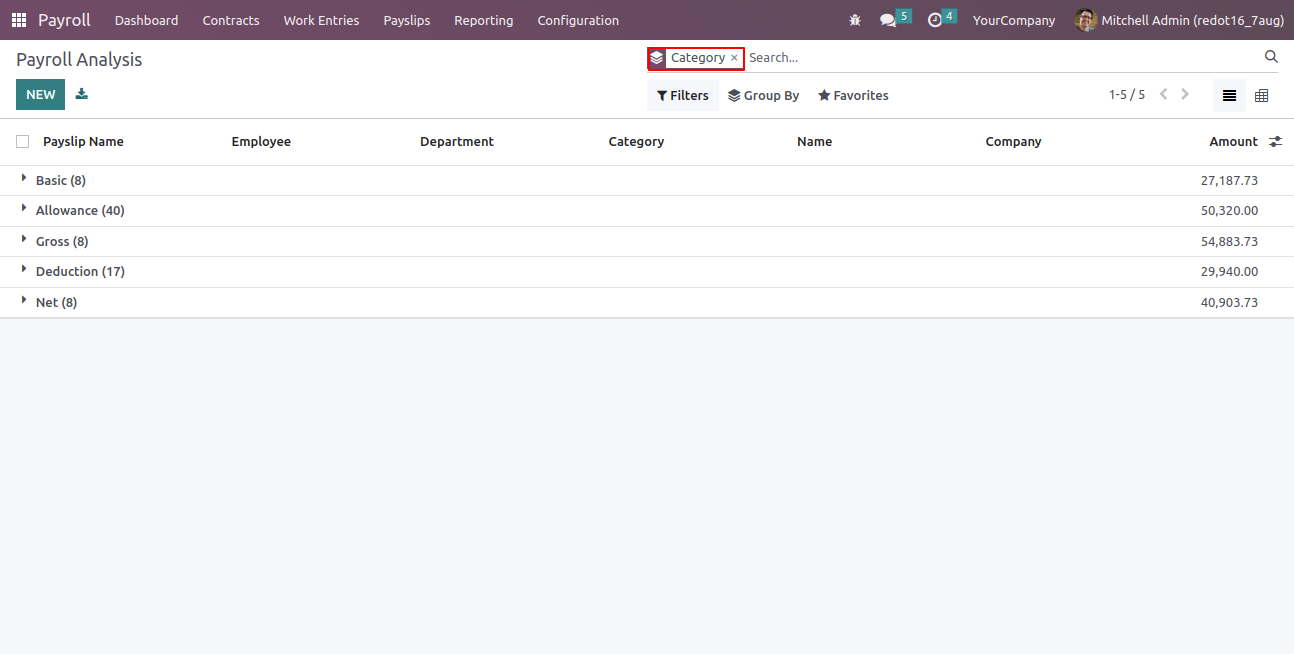 Payroll Dashboard Contracts Work Entries Payslips Reporting Configuration 5 4 YourCompany Mitchell Admin (redot16_7aug)
Payroll Analysis Category × Search...
NEW Filters Group By Favorites 1-5 / 5
Payslip Name Employee Department Category Name Company Amount
Basic (8) 27,187.73
Allowance (40) 50,320.00
Gross (8) 54,883.73
Deduction (17) 29,940.00
Net (8) 40,903.73